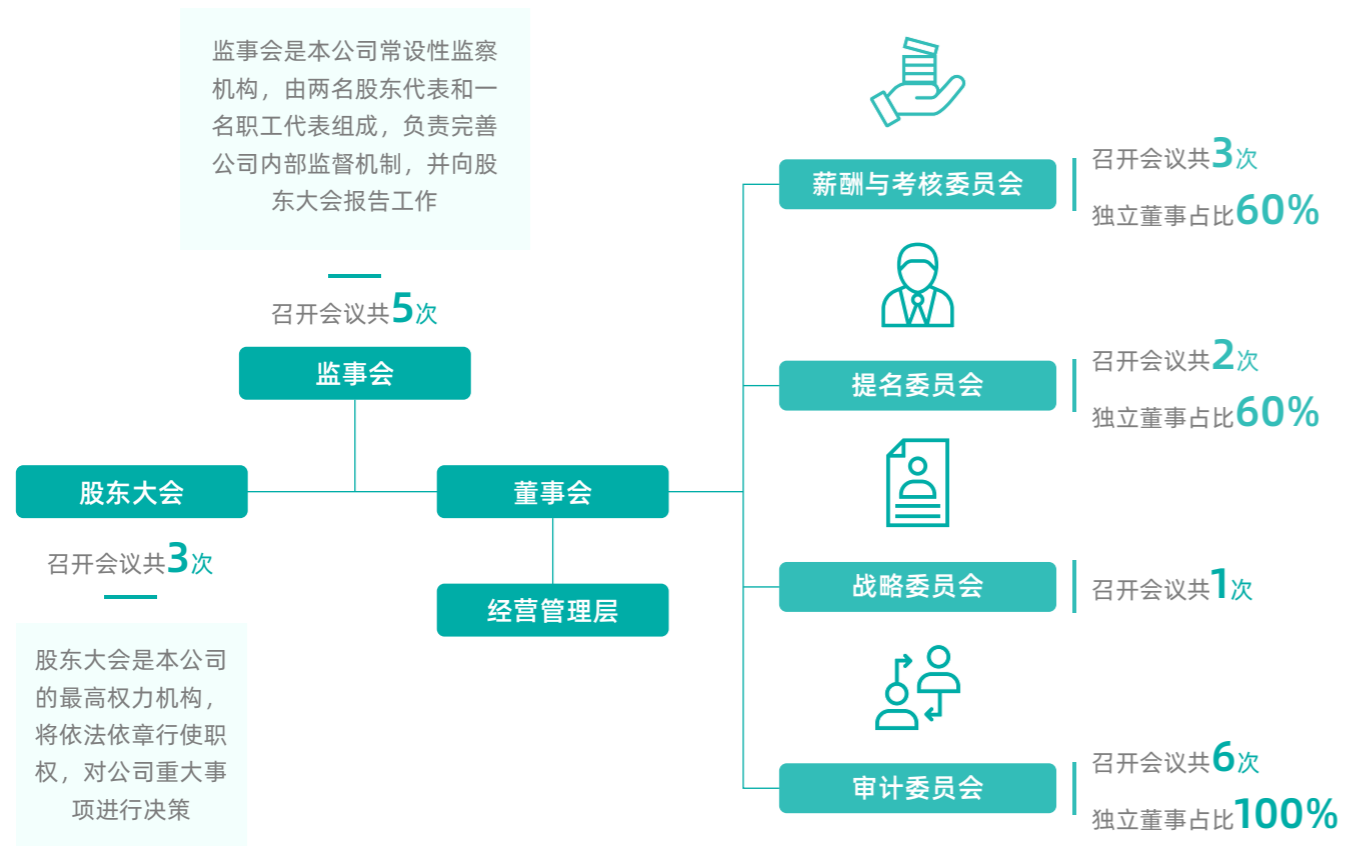 监事会是本公司常设性监察
机构，由两名股东代表和一
名职工代表组成，负责完善
公司内部监督机制，并向股
东大会报告工作
召开会议共5次
监事会
股东大会
召开会议共3次
股东大会是本公司
的最高权力机构，
将依法依章行使职
权，对公司重大事
项进行决策
董事会
经营管理层
薪酬与考核委员会
召开会议共3次
独立董事占比60%
提名委员会
召开会议共2次
独立董事占比60%
战略委员会
召开会议共1次
审计委员会
召开会议共6次
独立董事占比100%